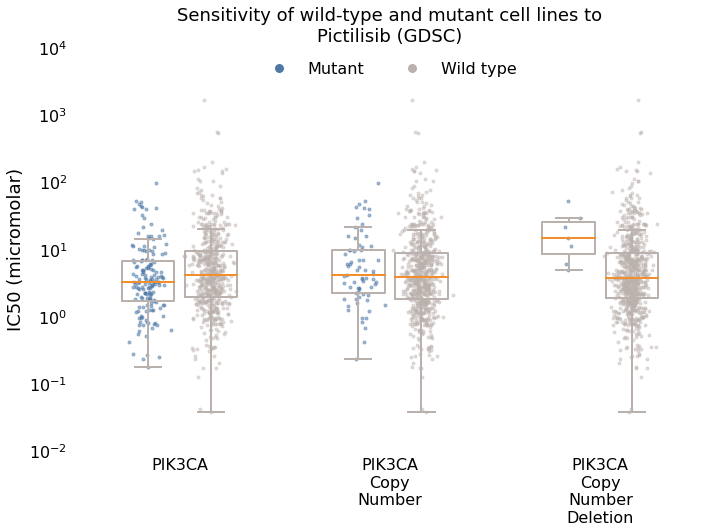 Sensitivity of wild-type and mutant cell lines to
Pictilisib (GDSC)
Mutant
Wild type
IC50 (micromolar)
10⁴
10³
10²
10¹
10⁰
10⁻¹
10⁻²
PIK3CA
PIK3CA
Copy
Number
PIK3CA
Copy
Number
Deletion